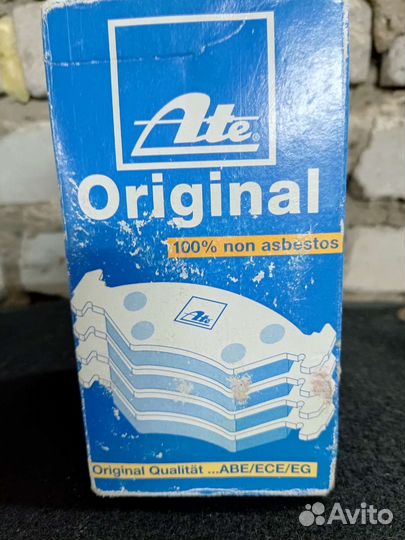 Ate®
Original
100% non asbestos
Ate
Original Qualität ...ABE/ECE/EG
Avito